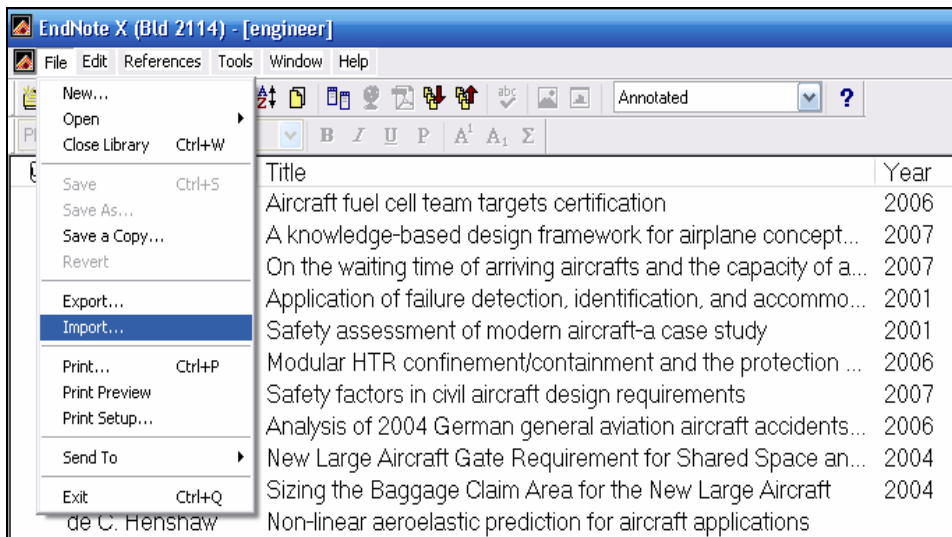 EndNote X (Bld 2114) - [engineer]
File Edit References Tools Window Help
Annotated ?
B I U P A¹ A₁ Σ
New...
Open
Close Library Ctrl+W
Save Ctrl+S
Save As...
Save a Copy...
Revert
Export...
Import...
Print... Ctrl+P
Print Preview
Print Setup...
Send To
Exit Ctrl+Q
Title Year
Aircraft fuel cell team targets certification 2006
A knowledge-based design framework for airplane concept... 2007
On the waiting time of arriving aircrafts and the capacity of a... 2007
Application of failure detection, identification, and accommo... 2001
Safety assessment of modern aircraft-a case study 2001
Modular HTR confinement/containment and the protection ... 2006
Safety factors in civil aircraft design requirements 2007
Analysis of 2004 German general aviation aircraft accidents... 2006
New Large Aircraft Gate Requirement for Shared Space an... 2004
Sizing the Baggage Claim Area for the New Large Aircraft 2004
de C. Henshaw Non-linear aeroelastic prediction for aircraft applications